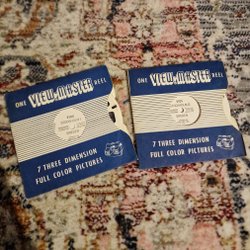 ONE VIEW-MASTER REEL
7 THREE DIMENSION
FULL COLOR PICTURES
ONE VIEW-MASTER REEL
7 THREE DIMENSION
FULL COLOR PICTURES